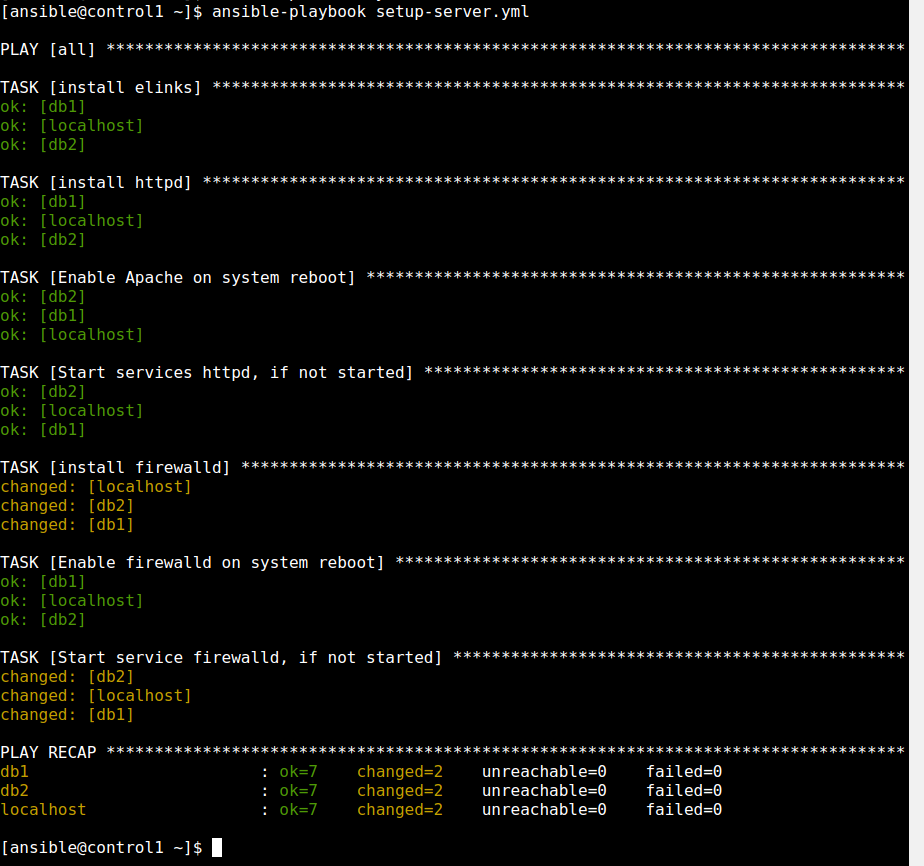 [ansible@control1 ~]$ ansible-playbook setup-server.yml
PLAY [all] ***********************************************************************************
TASK [install elinks] ************************************************************************
ok: [db1]
ok: [localhost]
ok: [db2]
TASK [install httpd] *************************************************************************
ok: [db1]
ok: [localhost]
ok: [db2]
TASK [Enable Apache on system reboot] ********************************************************
ok: [db2]
ok: [db1]
ok: [localhost]
TASK [Start services httpd, if not started] **************************************************
ok: [db2]
ok: [localhost]
ok: [db1]
TASK [install firewalld] *********************************************************************
changed: [localhost]
changed: [db2]
changed: [db1]
TASK [Enable firewalld on system reboot] *****************************************************
ok: [db1]
ok: [localhost]
ok: [db2]
TASK [Start service firewalld, if not started] ***********************************************
changed: [db2]
changed: [localhost]
changed: [db1]
PLAY RECAP ***********************************************************************************
db1                        : ok=7    changed=2    unreachable=0    failed=0
db2                        : ok=7    changed=2    unreachable=0    failed=0
localhost                  : ok=7    changed=2    unreachable=0    failed=0
[ansible@control1 ~]$